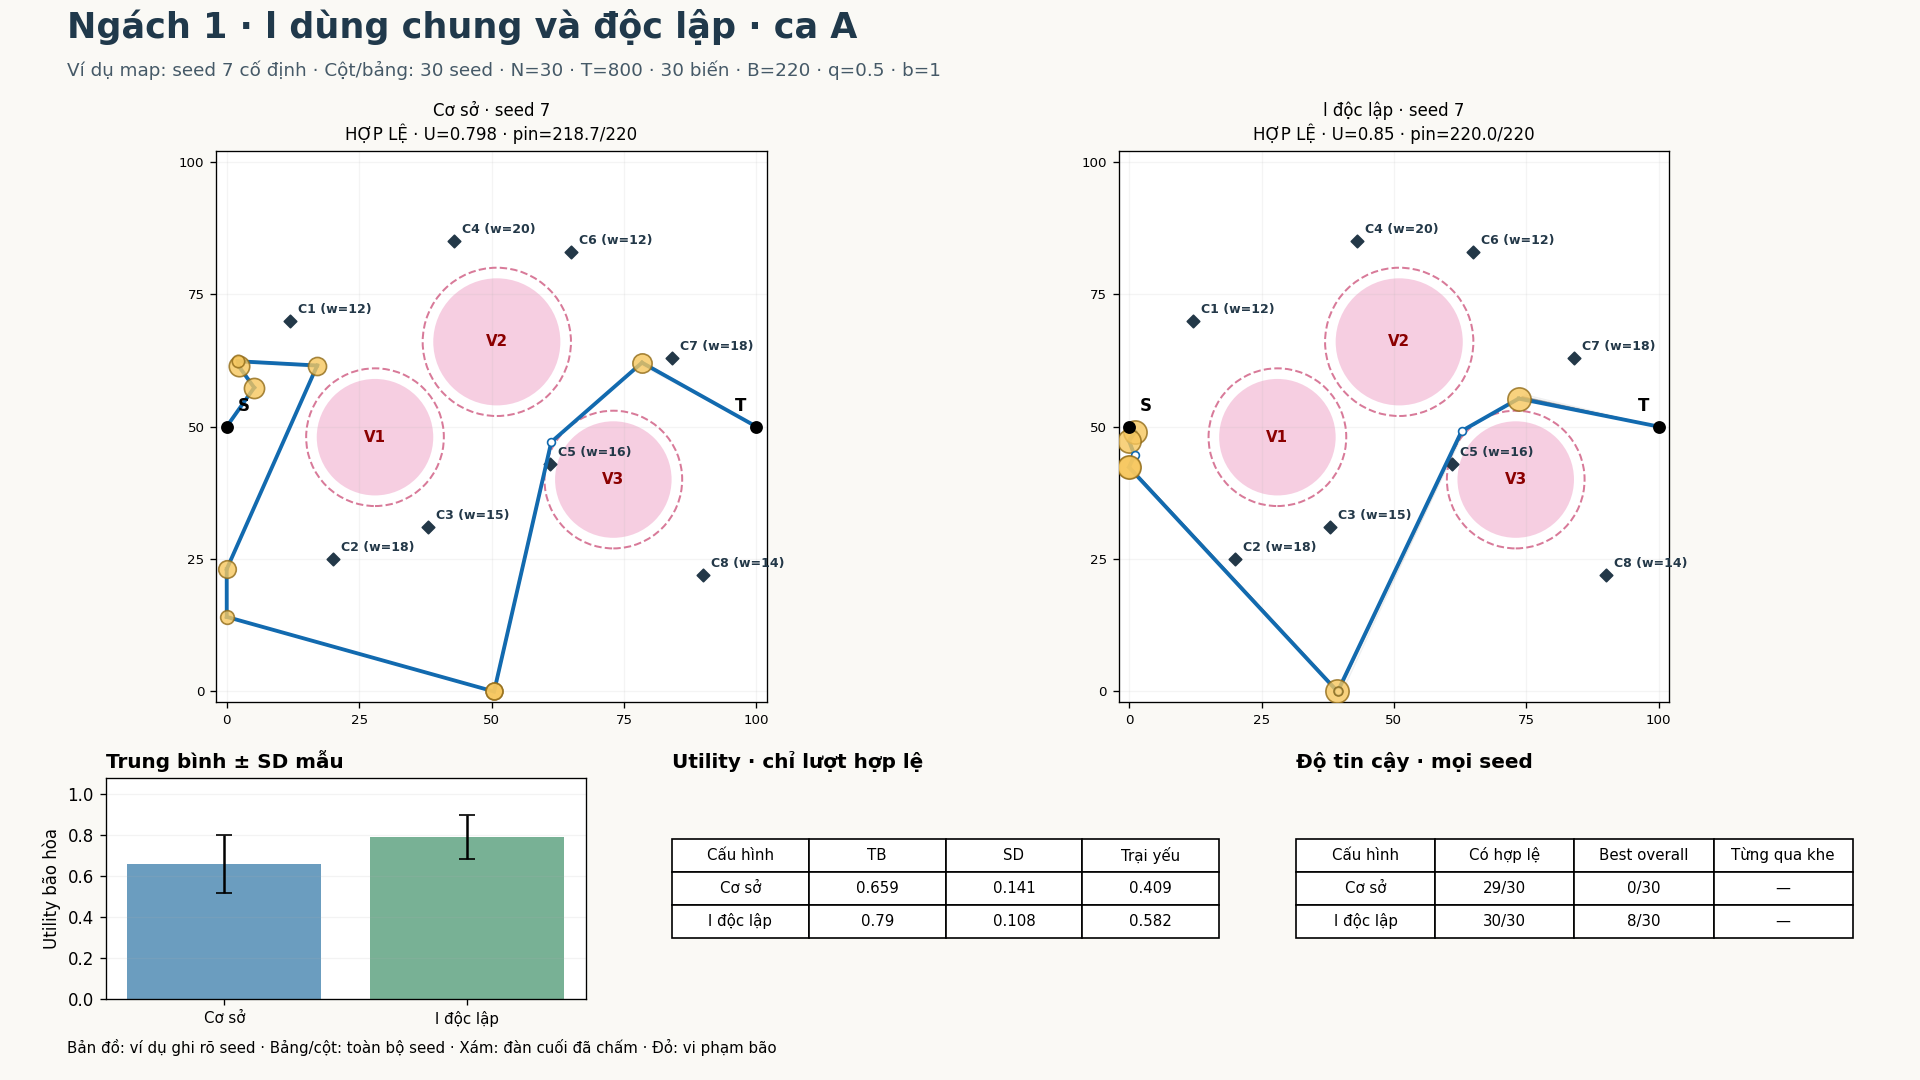 Ngách 1 · l dùng chung và độc lập · ca A
Ví dụ map: seed 7 cố định · Cột/bảng: 30 seed · N=30 · T=800 · 30 biến · B=220 · q=0.5 · b=1
Cơ sở · seed 7
HỢP LỆ · U=0.798 · pin=218.7/220
100
75
50
25
0
0
25
50
75
100
C4 (w=20)
C6 (w=12)
C1 (w=12)
V2
C7 (w=18)
S
T
V1
C5 (w=16)
V3
C3 (w=15)
C2 (w=18)
C8 (w=14)
l độc lập · seed 7
HỢP LỆ · U=0.85 · pin=220.0/220
100
75
50
25
0
0
25
50
75
100
C4 (w=20)
C6 (w=12)
C1 (w=12)
V2
C7 (w=18)
S
T
V1
C5 (w=16)
V3
C3 (w=15)
C2 (w=18)
C8 (w=14)
Trung bình ± SD mẫu
Utility bão hòa
1.0
0.8
0.6
0.4
0.2
0.0
Cơ sở
l độc lập
Utility · chỉ lượt hợp lệ
Cấu hình TB SD Trại yếu
Cơ sở 0.659 0.141 0.409
l độc lập 0.79 0.108 0.582
Độ tin cậy · mọi seed
Cấu hình Có hợp lệ Best overall Từng qua khe
Cơ sở 29/30 0/30 —
l độc lập 30/30 8/30 —
Bản đồ: ví dụ ghi rõ seed · Bảng/cột: toàn bộ seed · Xám: đàn cuối đã chấm · Đỏ: vi phạm bão